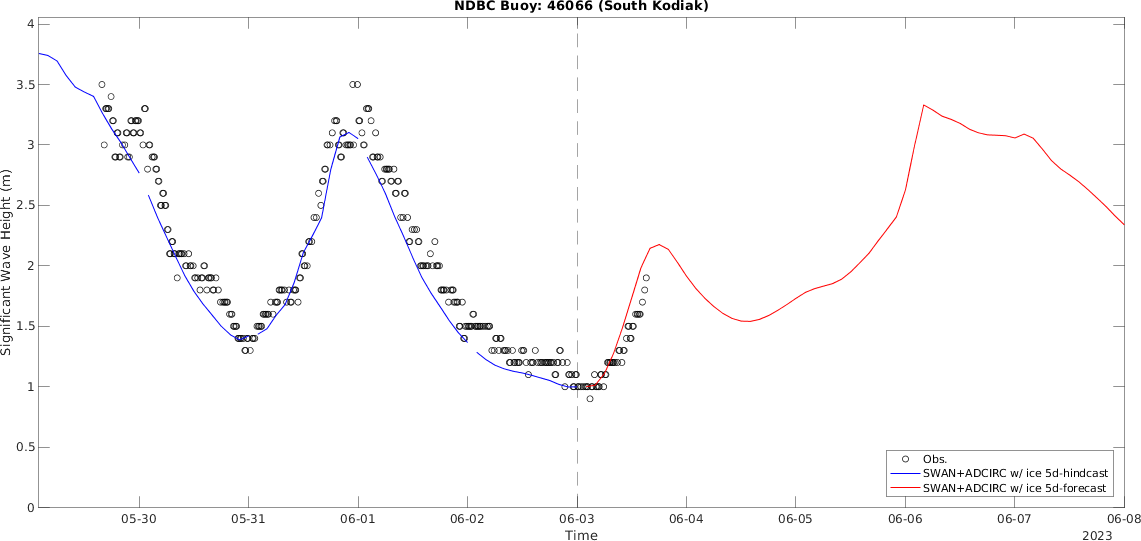 NDBC Buoy: 46066 (South Kodiak)
4
3.5
3
2.5
2
1.5
1
0.5
0
Significant Wave Height (m)
Obs.
SWAN+ADCIRC w/ ice 5d-hindcast
SWAN+ADCIRC w/ ice 5d-forecast
05-30 05-31 06-01 06-02 06-03 06-04 06-05 06-06 06-07 06-08
Time
2023